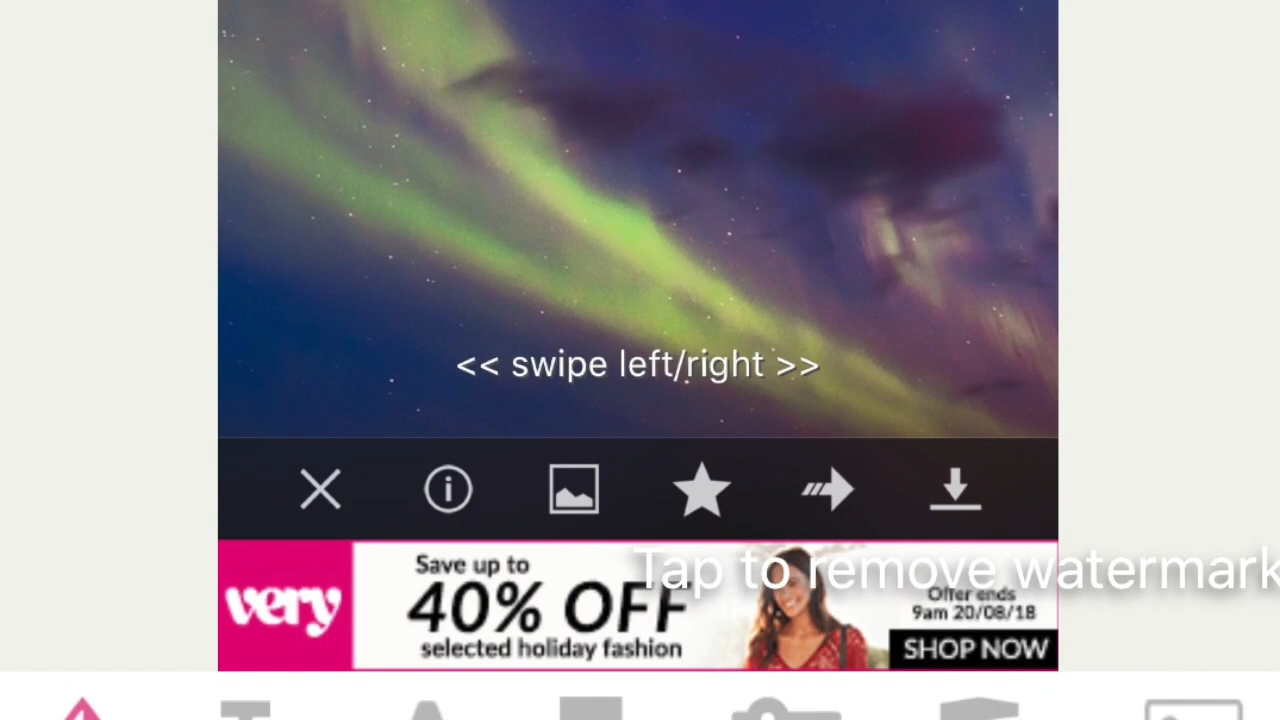 << swipe left/right >>
Tap to remove watermark
very
Save up to
40% OFF
selected holiday fashion
Offer ends
9am 20/08/18
SHOP NOW